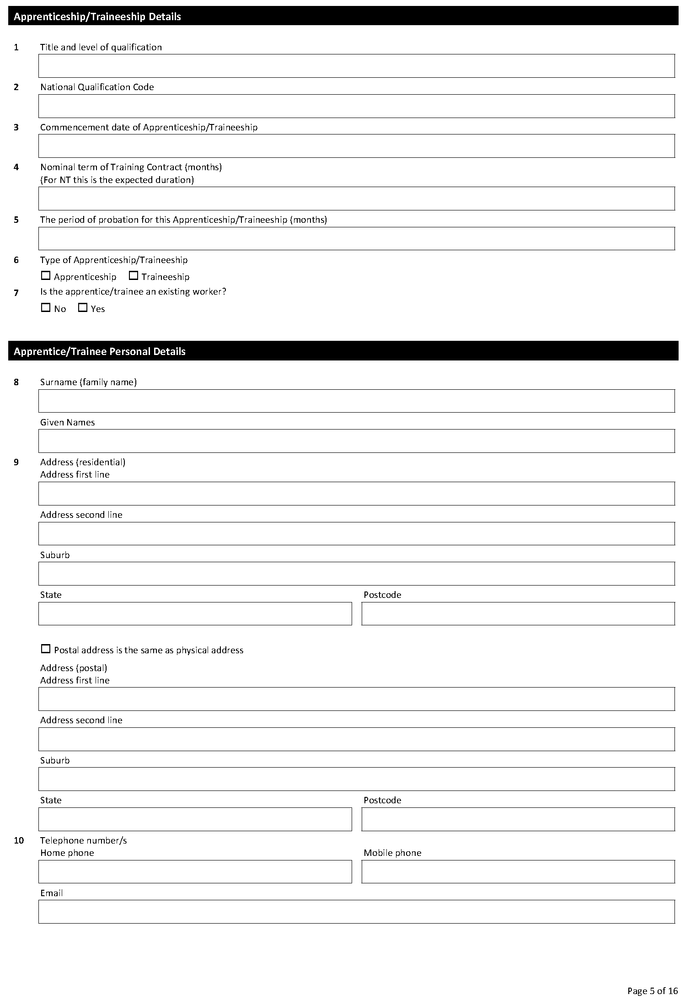 Apprenticeship/Traineeship Details
1 Title and level of qualification
2 National Qualification Code
3 Commencement date of Apprenticeship/Traineeship
4 Nominal term of Training Contract (months)
(For NT this is the expected duration)
5 The period of probation for this Apprenticeship/Traineeship (months)
6 Type of Apprenticeship/Traineeship
☐ Apprenticeship ☐ Traineeship
7 Is the apprentice/trainee an existing worker?
☐ No ☐ Yes
Apprentice/Trainee Personal Details
8 Surname (family name)
Given Names
9 Address (residential)
Address first line
Address second line
Suburb
State Postcode
☐ Postal address is the same as physical address
Address (postal)
Address first line
Address second line
Suburb
State Postcode
10 Telephone number/s
Home phone Mobile phone
Email
Page 5 of 16